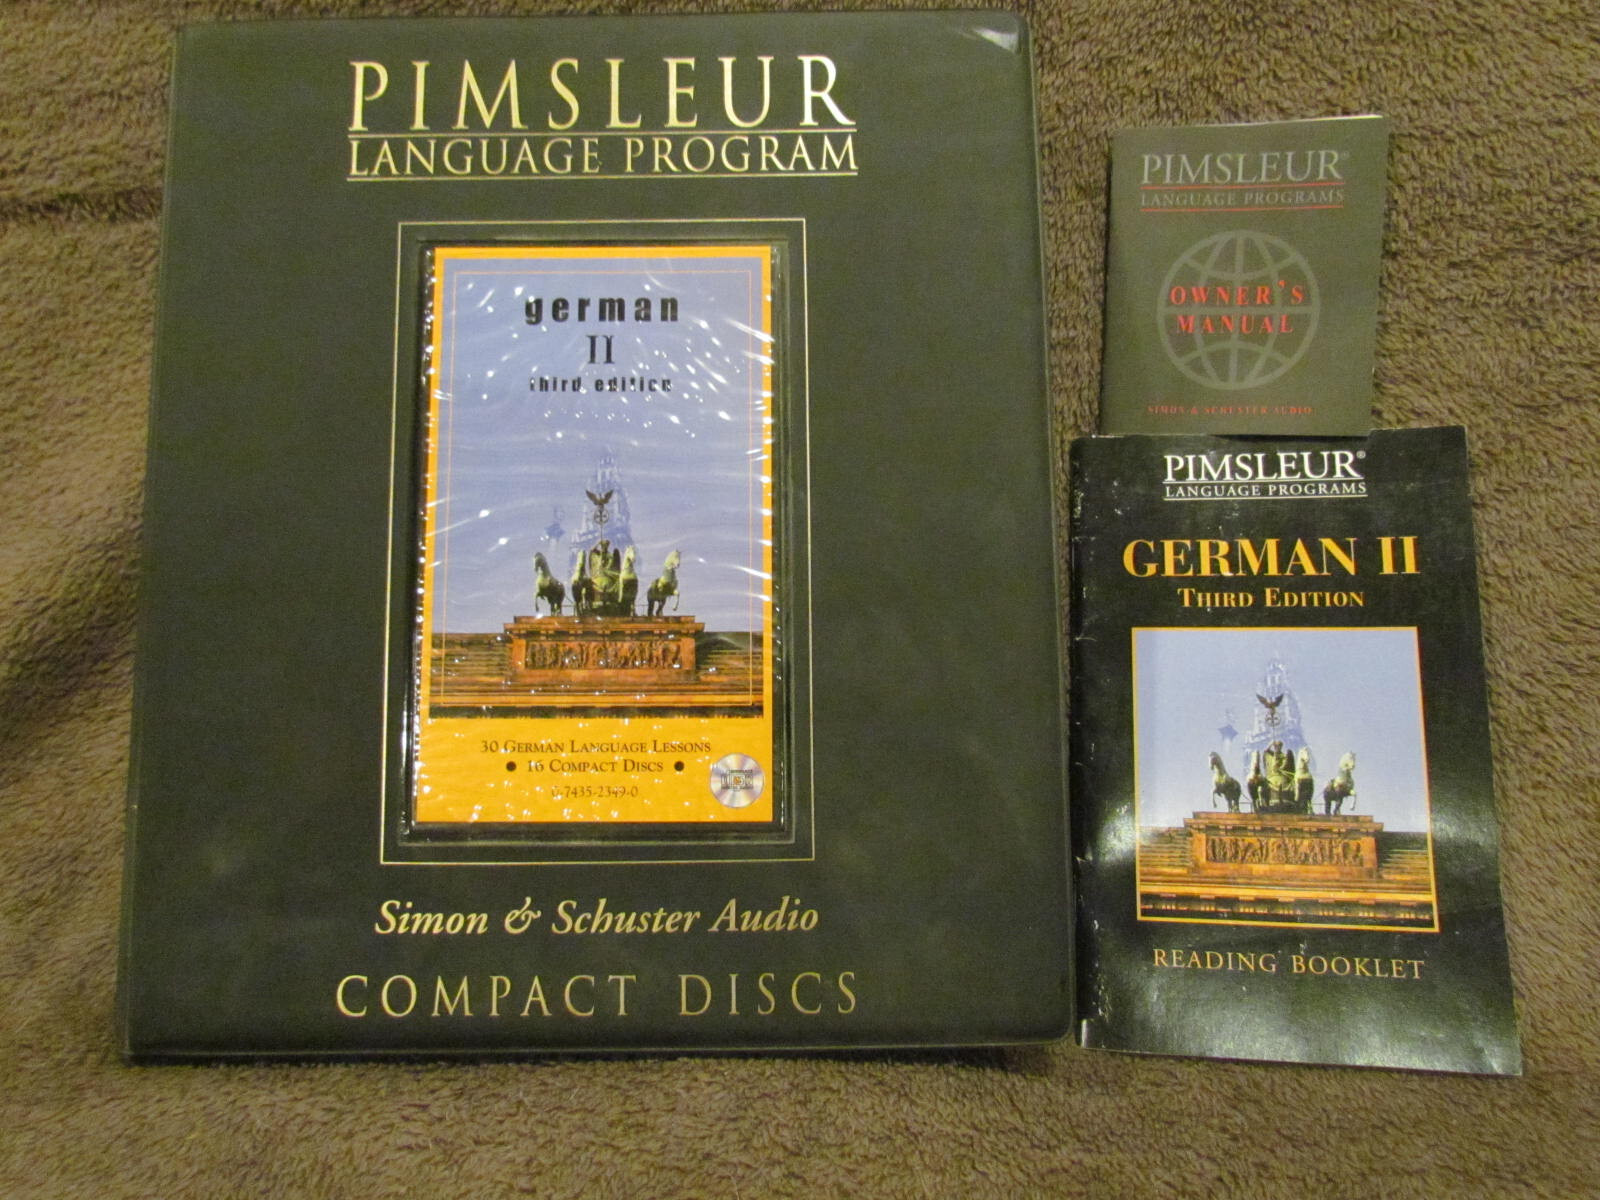 PIMSLEUR
LANGUAGE PROGRAM
german
II
third edition
30 GERMAN LANGUAGE LESSONS
● 16 COMPACT DISCS ●
0-7435-2349-0
Simon & Schuster Audio
COMPACT DISCS
PIMSLEUR®
LANGUAGE PROGRAMS
OWNER'S
MANUAL
SIMON & SCHUSTER AUDIO
PIMSLEUR®
LANGUAGE PROGRAMS
GERMAN II
THIRD EDITION
READING BOOKLET